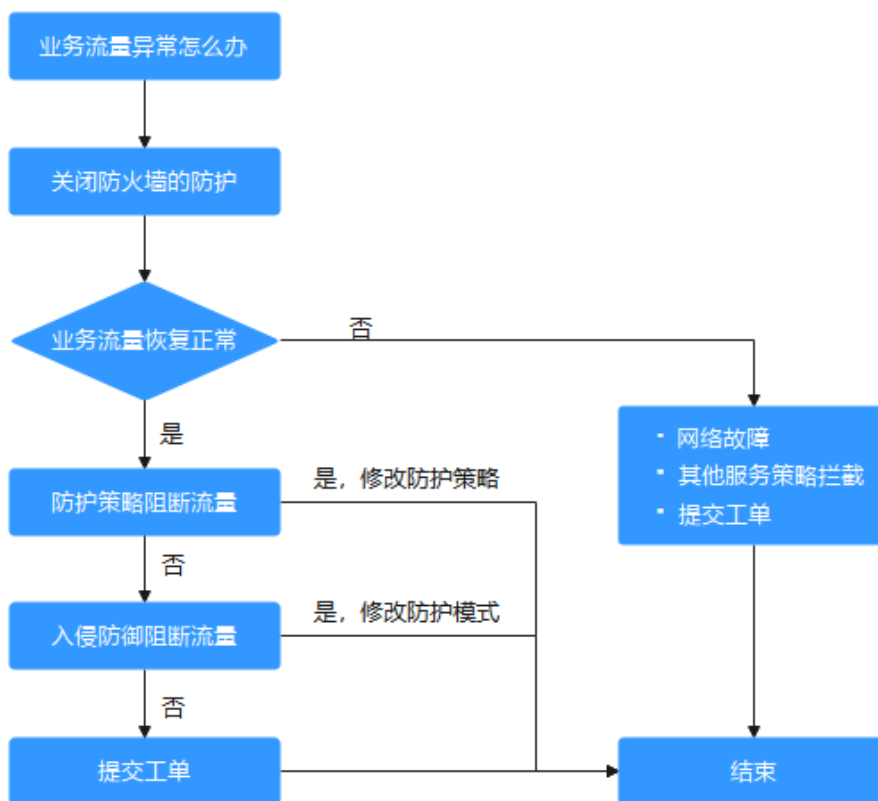 业务流量异常怎么办
关闭防火墙的防护
业务流量恢复正常
否
是
· 网络故障
· 其他服务策略拦截
· 提交工单
防护策略阻断流量
是，修改防护策略
否
入侵防御阻断流量
是，修改防护模式
否
提交工单
结束